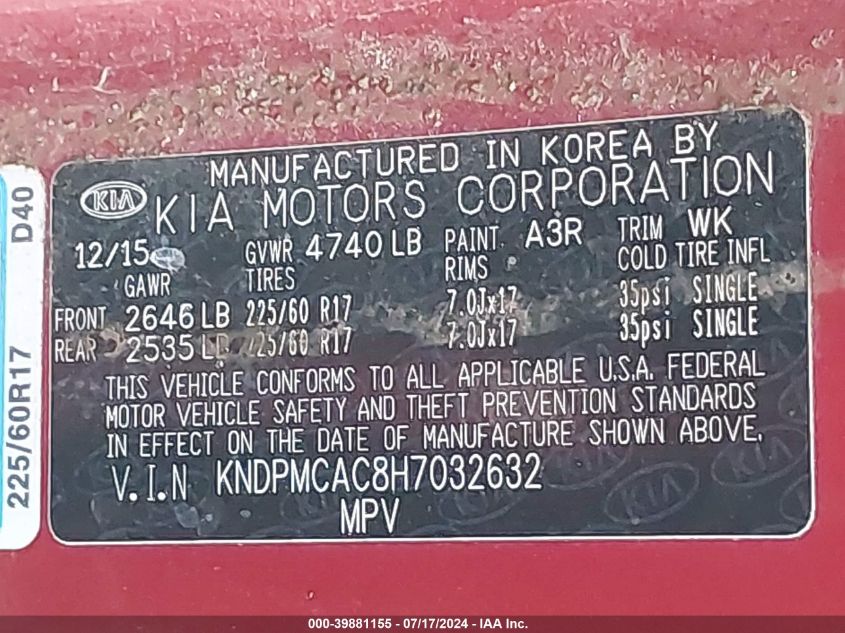 MANUFACTURED IN KOREA BY
KIA KIA MOTORS CORPORATION
12/15 GVWR 4740 LB PAINT A3R TRIM WK
GAWR TIRES RIMS COLD TIRE INFL
FRONT 2646 LB 225/60 R17 7.0Jx17 35psi SINGLE
REAR 2535 LB 225/60 R17 7.0Jx17 35psi SINGLE
THIS VEHICLE CONFORMS TO ALL APPLICABLE U.S.A. FEDERAL
MOTOR VEHICLE SAFETY AND THEFT PREVENTION STANDARDS
IN EFFECT ON THE DATE OF MANUFACTURE SHOWN ABOVE.
V.I.N KNDPMCAC8H7032632
MPV
225/60R17 D40
000-39881155 - 07/17/2024 - IAA Inc.